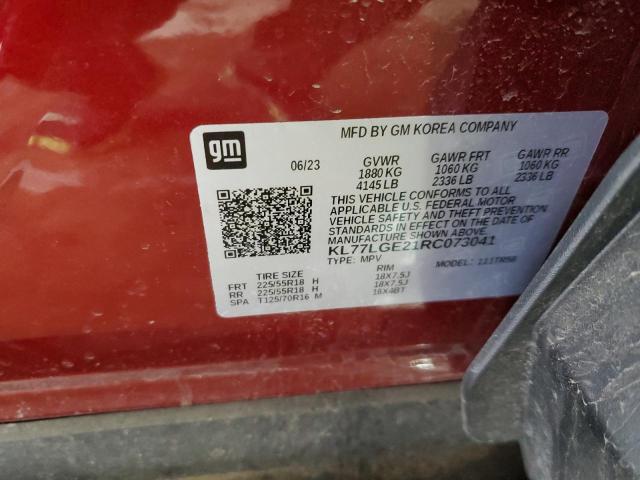 gm
MFD BY GM KOREA COMPANY
06/23 GVWR GAWR FRT GAWR RR
1880 KG 1060 KG 1060 KG
4145 LB 2336 LB 2336 LB
THIS VEHICLE CONFORMS TO ALL
APPLICABLE U.S. FEDERAL MOTOR
VEHICLE SAFETY AND THEFT PREVENTION
STANDARDS IN EFFECT ON THE DATE OF
MANUFACTURE SHOWN ABOVE.
KL77LGE21RC073041
TYPE: MPV MODEL: 1TR58
TIRE SIZE RIM
FRT 225/55R18 H 18X7.5J
RR 225/55R18 H 18X7.5J
SPA T125/70R16 M 16X4BT